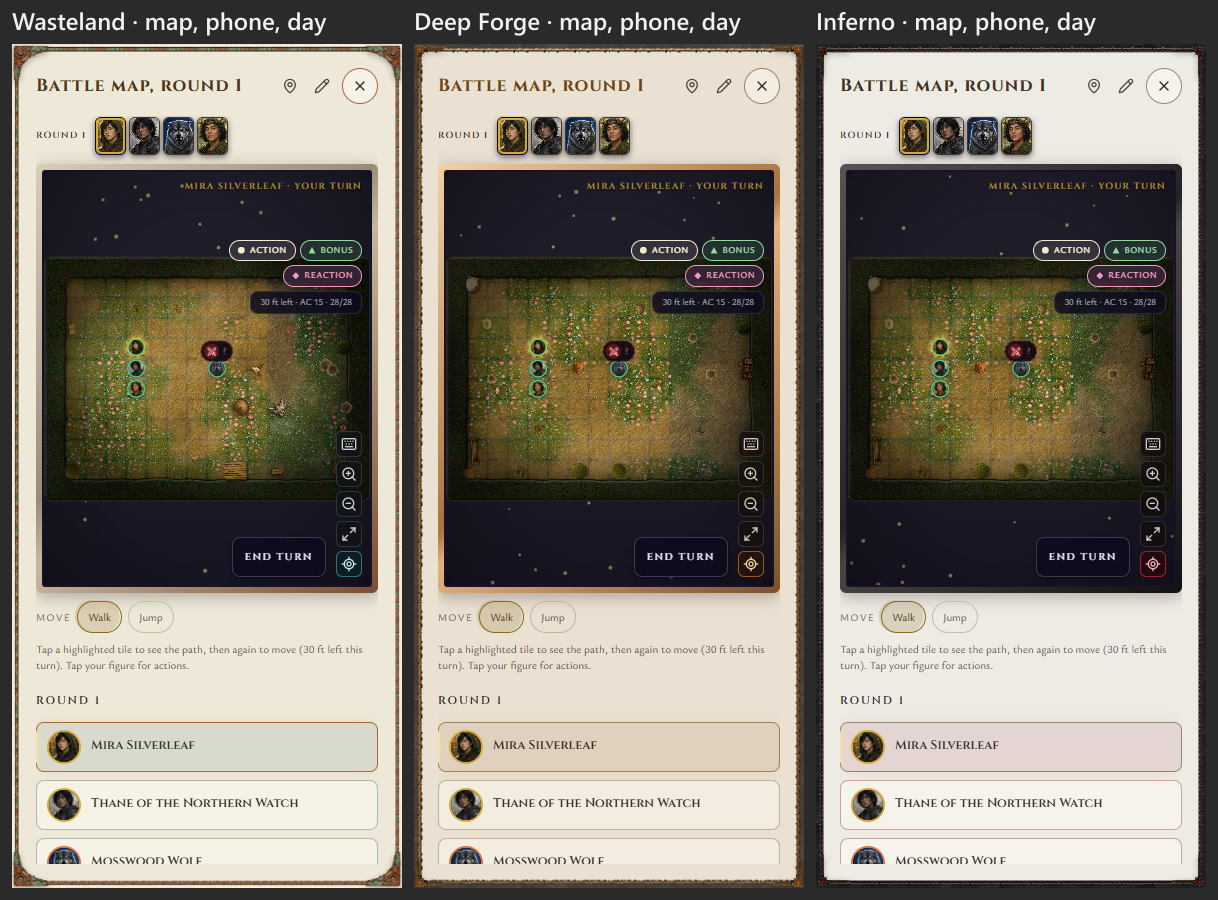 Wasteland · map, phone, day
Battle map, round 1
ROUND 1
MIRA SILVERLEAF · YOUR TURN
ACTION
BONUS
REACTION
30 ft left · AC 15 · 28/28
?
END TURN
MOVE
Walk
Jump
Tap a highlighted tile to see the path, then again to move (30 ft left this
turn). Tap your figure for actions.
ROUND 1
Mira Silverleaf
Thane of the Northern Watch
Mosswood Wolf
Deep Forge · map, phone, day
Battle map, round 1
ROUND 1
MIRA SILVERLEAF · YOUR TURN
ACTION
BONUS
REACTION
30 ft left · AC 15 · 28/28
?
END TURN
MOVE
Walk
Jump
Tap a highlighted tile to see the path, then again to move (30 ft left this
turn). Tap your figure for actions.
ROUND 1
Mira Silverleaf
Thane of the Northern Watch
Mosswood Wolf
Inferno · map, phone, day
Battle map, round 1
ROUND 1
MIRA SILVERLEAF · YOUR TURN
ACTION
BONUS
REACTION
30 ft left · AC 15 · 28/28
?
END TURN
MOVE
Walk
Jump
Tap a highlighted tile to see the path, then again to move (30 ft left this
turn). Tap your figure for actions.
ROUND 1
Mira Silverleaf
Thane of the Northern Watch
Mosswood Wolf